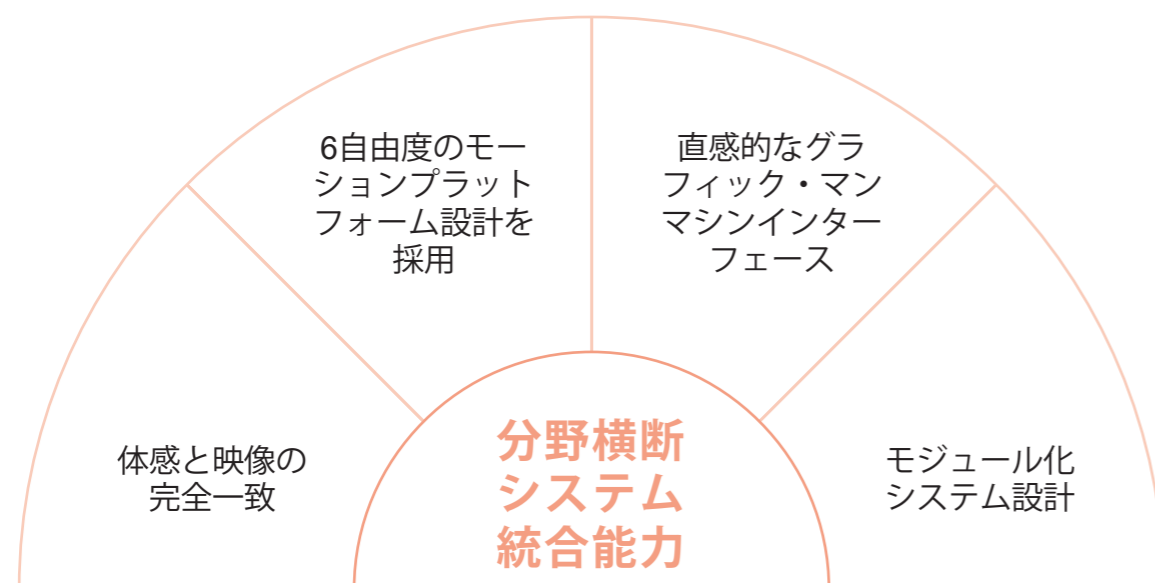 6自由度のモー
ションプラット
フォーム設計を
採用
直感的なグラ
フィック・マン
マシンインター
フェース
体感と映像の
完全一致
分野横断
システム
統合能力
モジュール化
システム設計